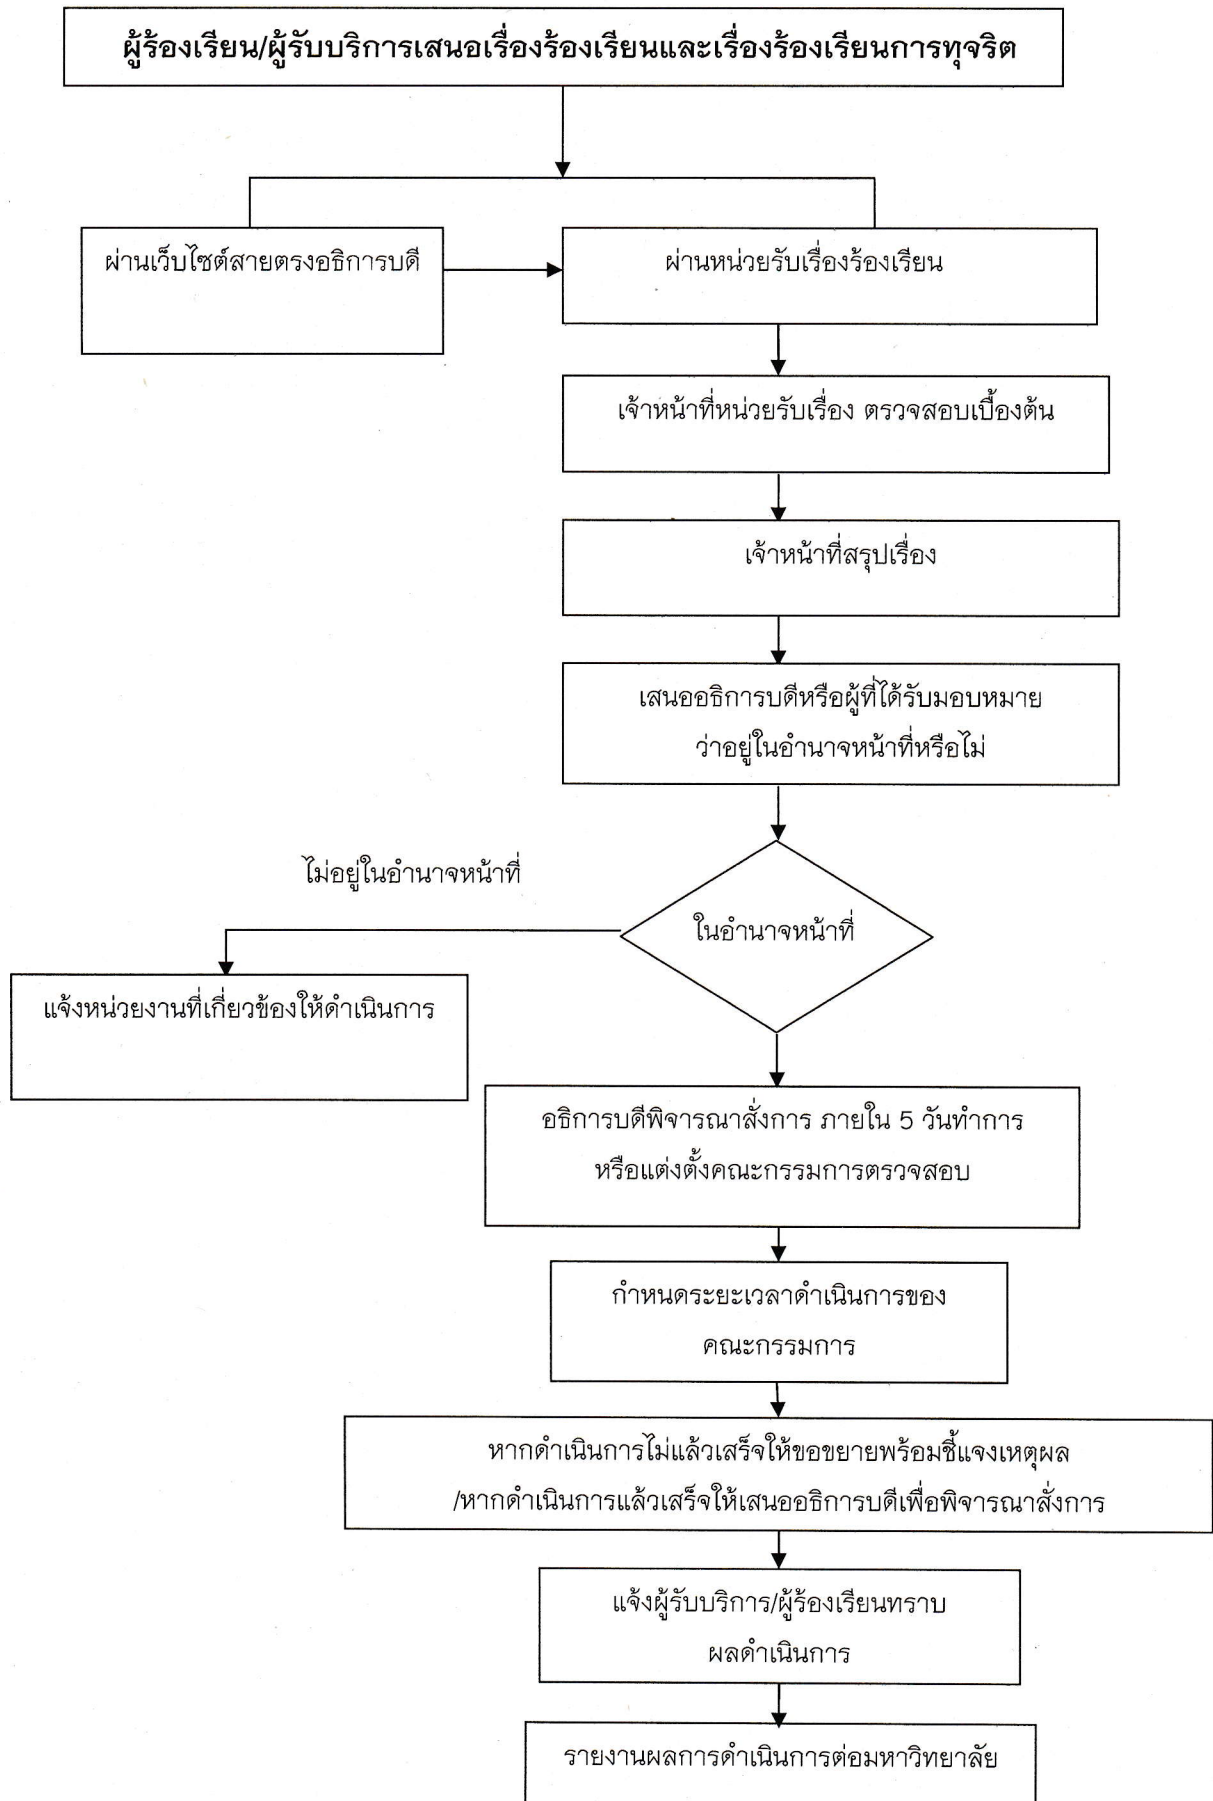 ผู้ร้องเรียน/ผู้รับบริการเสนอเรื่องร้องเรียนและเรื่องร้องเรียนการทุจริต
ผ่านเว็บไซต์สายตรงอธิการบดี
ผ่านหน่วยรับเรื่องร้องเรียน
เจ้าหน้าที่หน่วยรับเรื่อง ตรวจสอบเบื้องต้น
เจ้าหน้าที่สรุปเรื่อง
เสนออธิการบดีหรือผู้ที่ได้รับมอบหมาย
ว่าอยู่ในอำนาจหน้าที่หรือไม่
ไม่อยู่ในอำนาจหน้าที่
ในอำนาจหน้าที่
แจ้งหน่วยงานที่เกี่ยวข้องให้ดำเนินการ
อธิการบดีพิจารณาสั่งการ ภายใน 5 วันทำการ
หรือแต่งตั้งคณะกรรมการตรวจสอบ
กำหนดระยะเวลาดำเนินการของ
คณะกรรมการ
หากดำเนินการไม่แล้วเสร็จให้ขอขยายพร้อมชี้แจงเหตุผล
/หากดำเนินการแล้วเสร็จให้เสนออธิการบดีเพื่อพิจารณาสั่งการ
แจ้งผู้รับบริการ/ผู้ร้องเรียนทราบ
ผลดำเนินการ
รายงานผลการดำเนินการต่อมหาวิทยาลัย